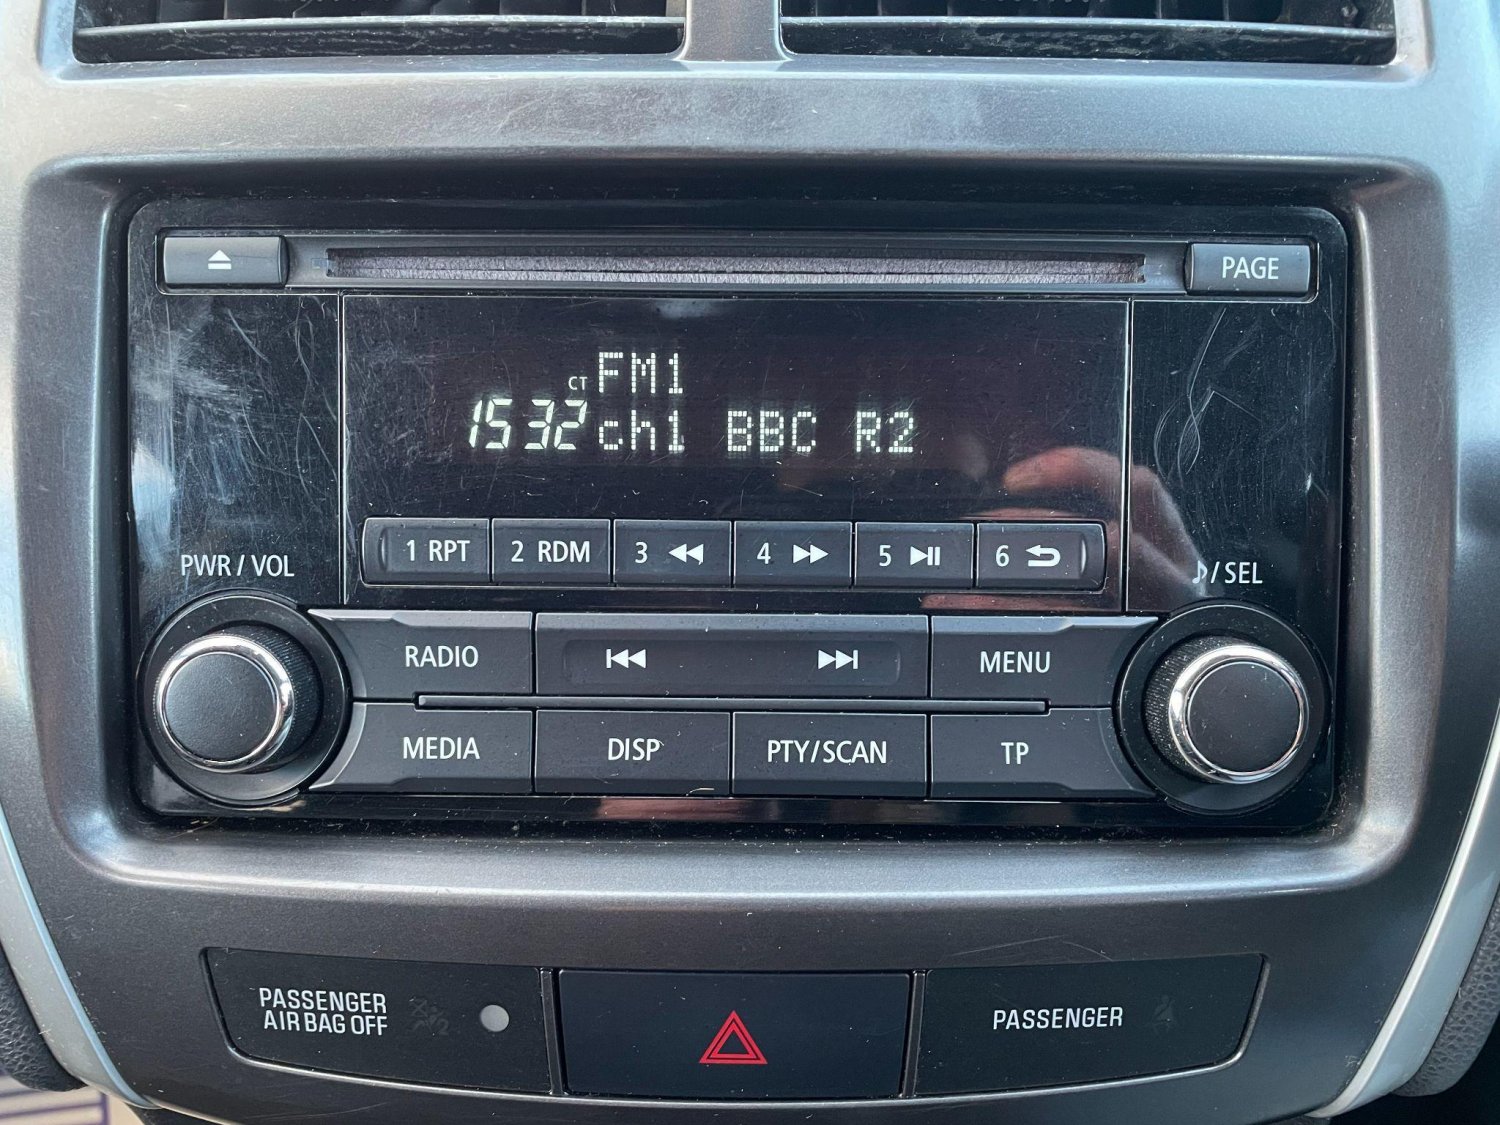 PAGE
CT FM1
1532 ch1 BBC R2
1 RPT 2 RDM 3 4 5 6
PWR / VOL
/ SEL
RADIO
MENU
MEDIA DISP PTY/SCAN TP
PASSENGER
AIR BAG OFF
PASSENGER